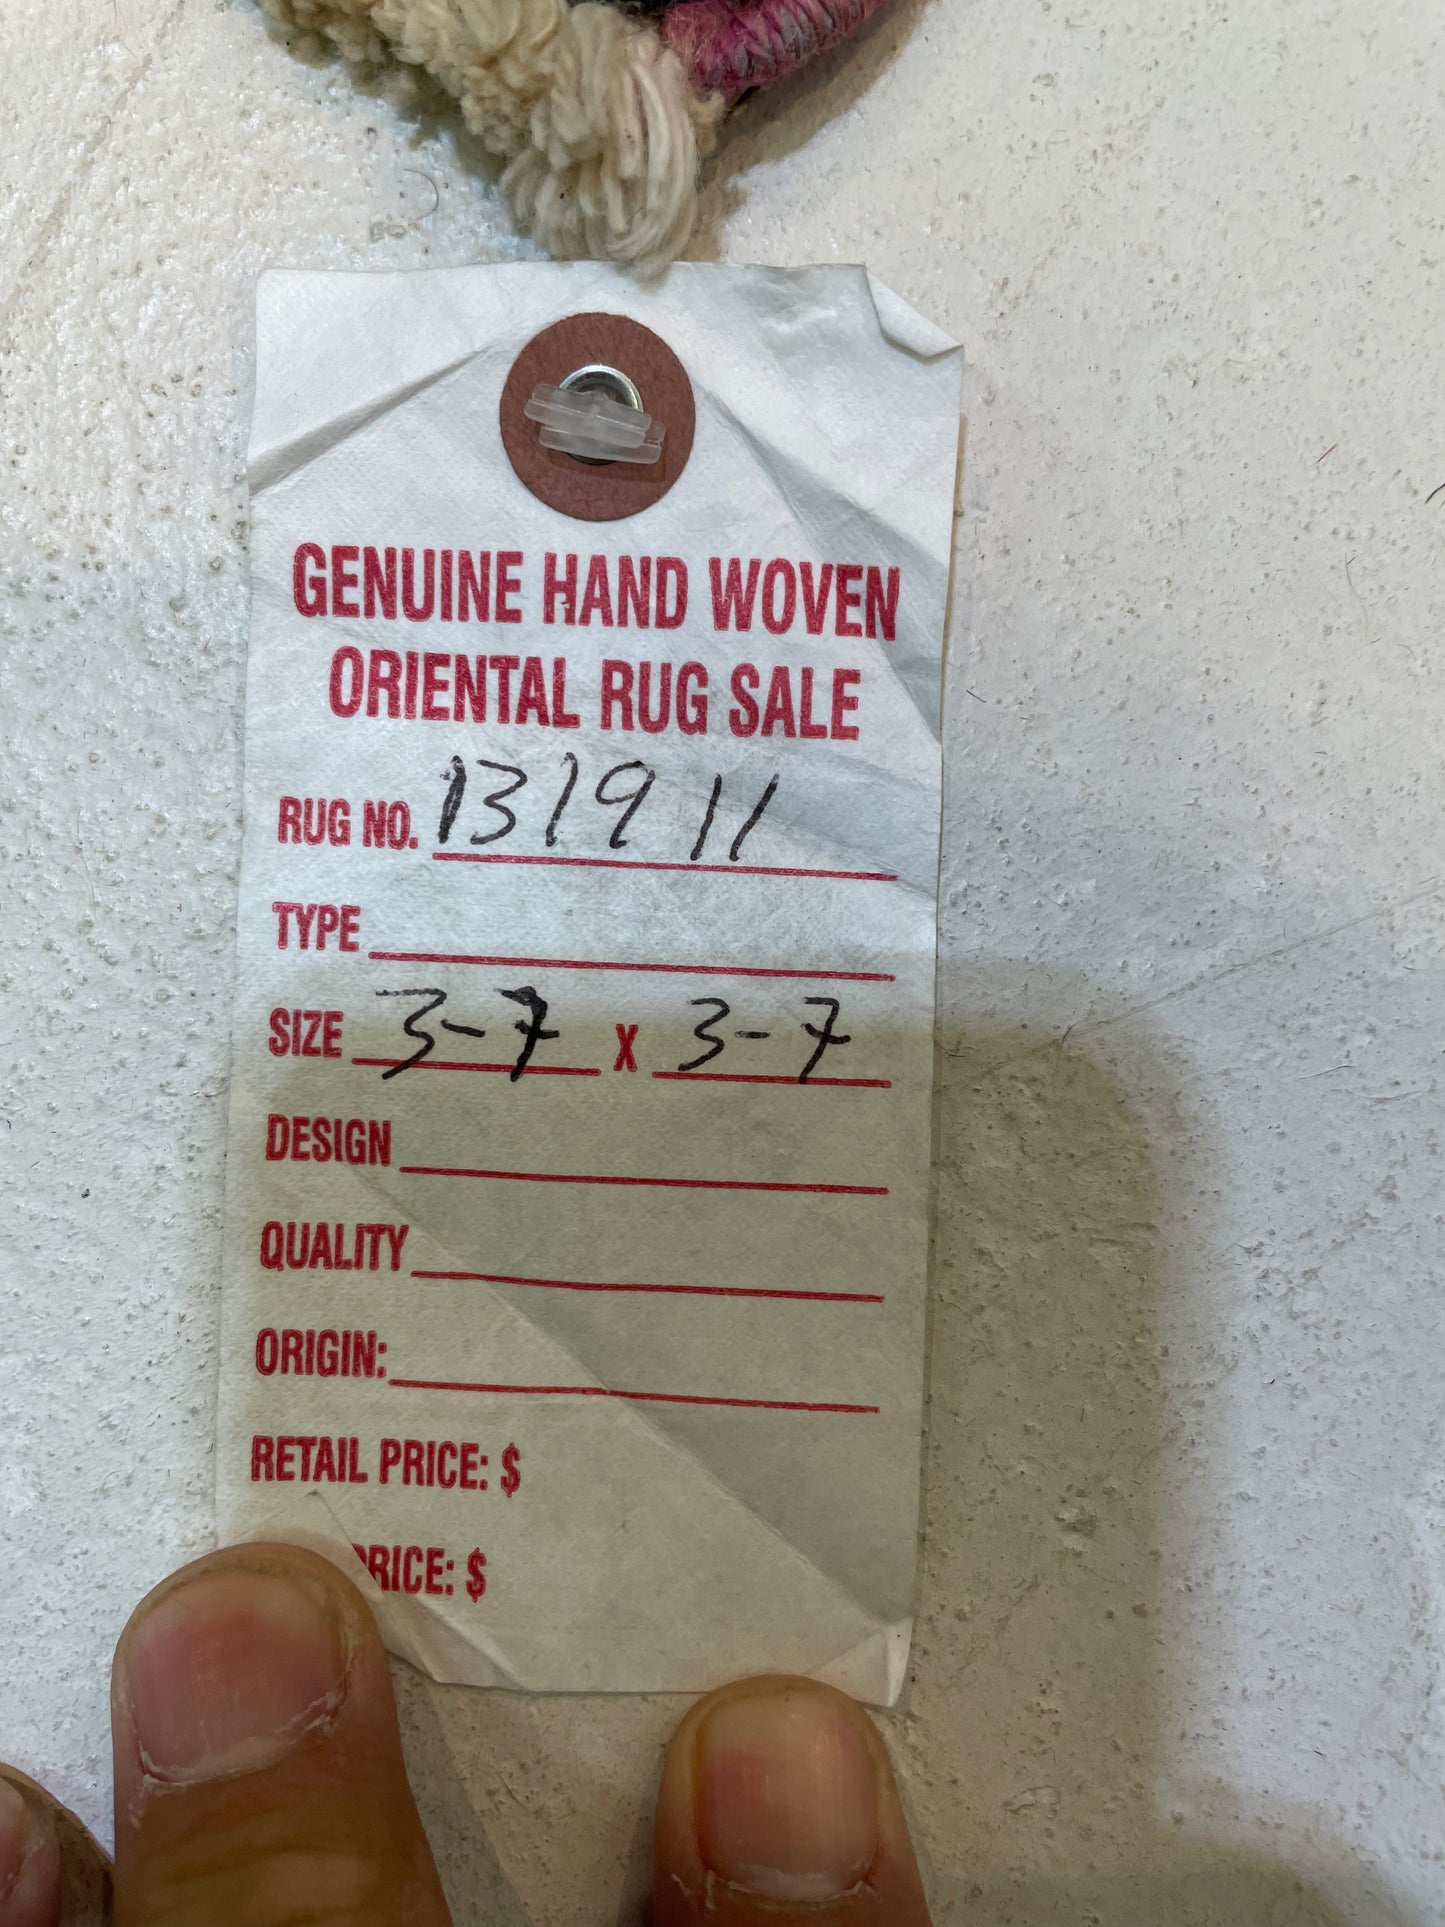 GENUINE HAND WOVEN
ORIENTAL RUG SALE
RUG NO. 131911
TYPE
SIZE 3-7 X 3-7
DESIGN
QUALITY
ORIGIN:
RETAIL PRICE: $
PRICE: $